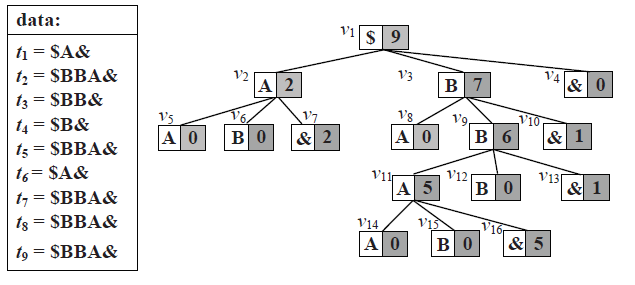 data:
t1 = $A&
t2 = $BBA&
t3 = $BB&
t4 = $B&
t5 = $BBA&
t6= $A&
t7 = $BBA&
t8 = $BBA&
t9 = $BBA&
v1 $ 9
v2 A 2 v3 B 7 v4 & 0
v5 A 0 v6 B 0 v7 & 2 v8 A 0 v9 B 6 v10 & 1
v11 A 5 v12 B 0 v13 & 1
v14 A 0 v15 B 0 v16 & 5